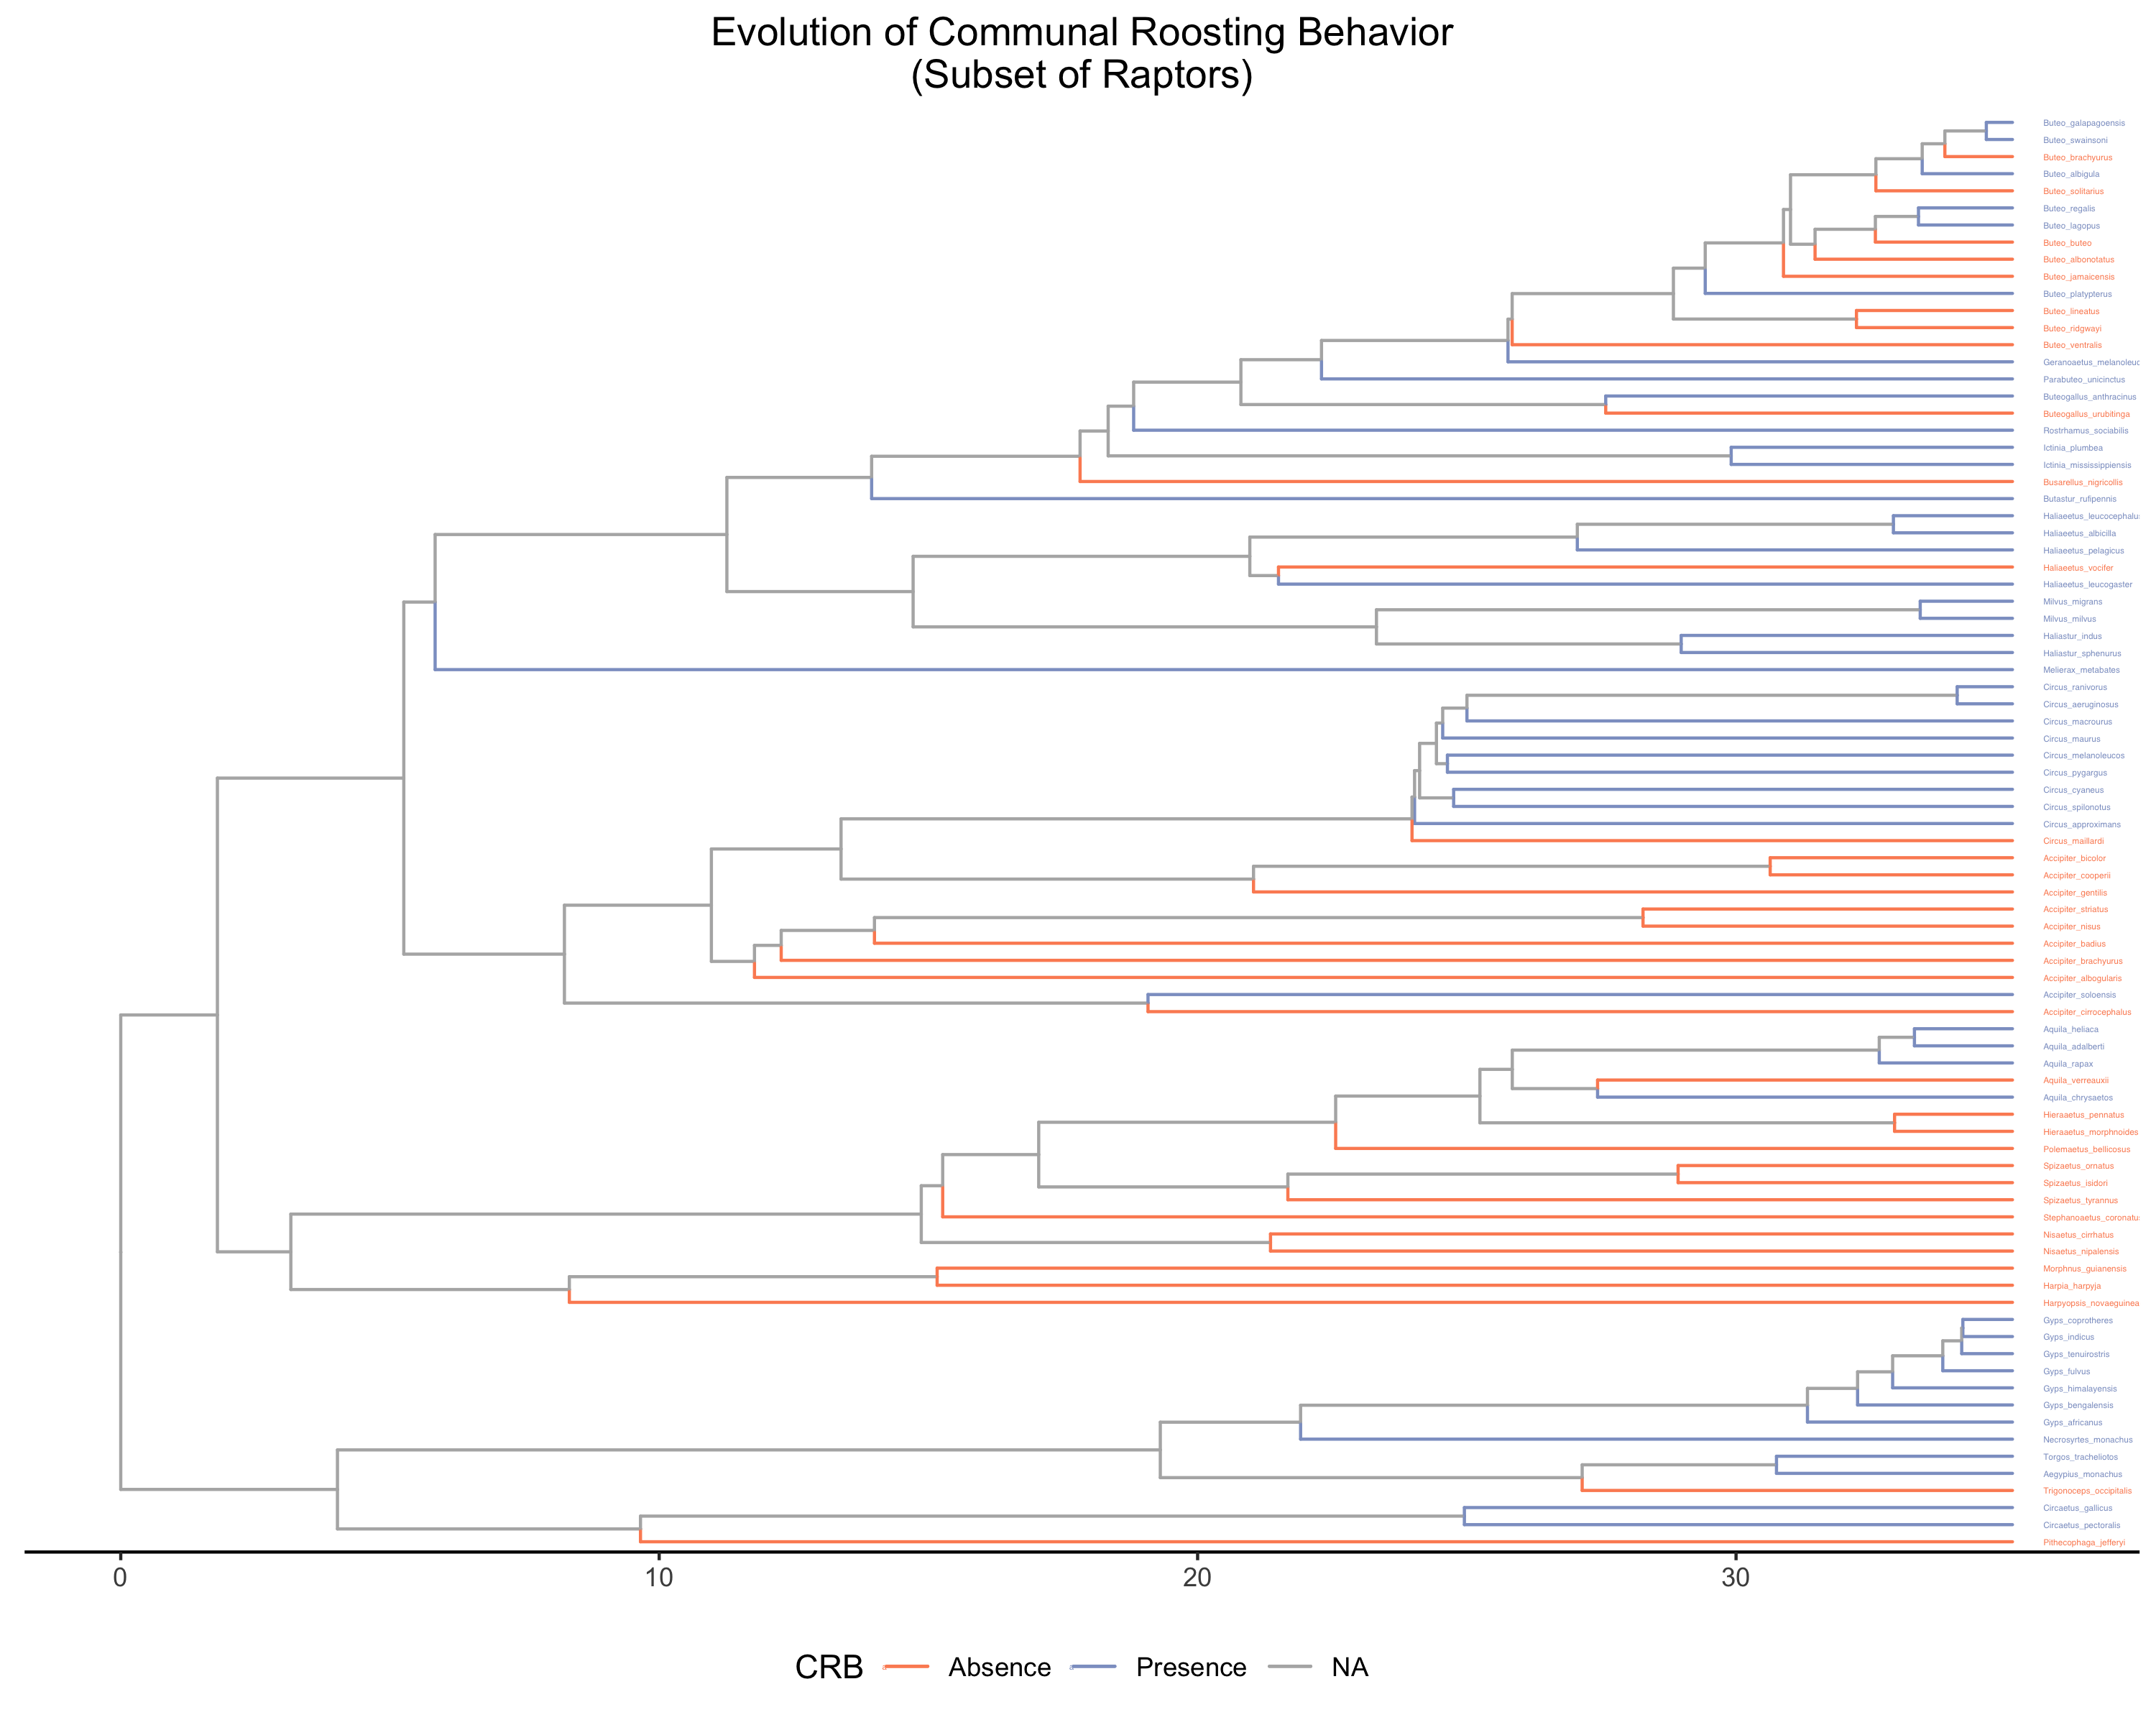 Evolution of Communal Roosting Behavior
(Subset of Raptors)
Buteo_galapagoensis
Buteo_swainsoni
Buteo_brachyurus
Buteo_albigula
Buteo_solitarius
Buteo_regalis
Buteo_lagopus
Buteo_buteo
Buteo_albonotatus
Buteo_jamaicensis
Buteo_platypterus
Buteo_lineatus
Buteo_ridgwayi
Buteo_ventralis
Geranoaetus_melanoleuc
Parabuteo_unicinctus
Buteogallus_anthracinus
Buteogallus_urubitinga
Rostrhamus_sociabilis
Ictinia_plumbea
Ictinia_mississippiensis
Busarellus_nigricollis
Butastur_rufipennis
Haliaeetus_leucocephalu
Haliaeetus_albicilla
Haliaeetus_pelagicus
Haliaeetus_vocifer
Haliaeetus_leucogaster
Milvus_migrans
Milvus_milvus
Haliastur_indus
Haliastur_sphenurus
Melierax_metabates
Circus_ranivorus
Circus_aeruginosus
Circus_macrourus
Circus_maurus
Circus_melanoleucos
Circus_pygargus
Circus_cyaneus
Circus_spilonotus
Circus_approximans
Circus_maillardi
Accipiter_bicolor
Accipiter_cooperii
Accipiter_gentilis
Accipiter_striatus
Accipiter_nisus
Accipiter_badius
Accipiter_brachyurus
Accipiter_albogularis
Accipiter_soloensis
Accipiter_cirrocephalus
Aquila_heliaca
Aquila_adalberti
Aquila_rapax
Aquila_verreauxii
Aquila_chrysaetos
Hieraaetus_pennatus
Hieraaetus_morphnoides
Polemaetus_bellicosus
Spizaetus_ornatus
Spizaetus_isidori
Spizaetus_tyrannus
Stephanoaetus_coronatu
Nisaetus_cirrhatus
Nisaetus_nipalensis
Morphnus_guianensis
Harpia_harpyja
Harpyopsis_novaeguinea
Gyps_coprotheres
Gyps_indicus
Gyps_tenuirostris
Gyps_fulvus
Gyps_himalayensis
Gyps_bengalensis
Gyps_africanus
Necrosyrtes_monachus
Torgos_tracheliotos
Aegypius_monachus
Trigonoceps_occipitalis
Circaetus_gallicus
Circaetus_pectoralis
Pithecophaga_jefferyi
0 10 20 30
CRB a Absence a Presence NA